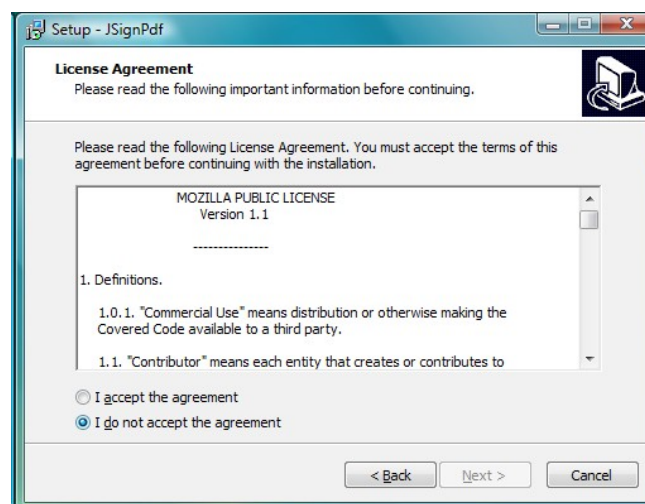 Setup - JSignPdf
License Agreement
Please read the following important information before continuing.
Please read the following License Agreement. You must accept the terms of this
agreement before continuing with the installation.
MOZILLA PUBLIC LICENSE
Version 1.1
---------------
1. Definitions.
1.0.1. "Commercial Use" means distribution or otherwise making the
Covered Code available to a third party.
1.1. "Contributor" means each entity that creates or contributes to
I accept the agreement
I do not accept the agreement
< Back
Next >
Cancel